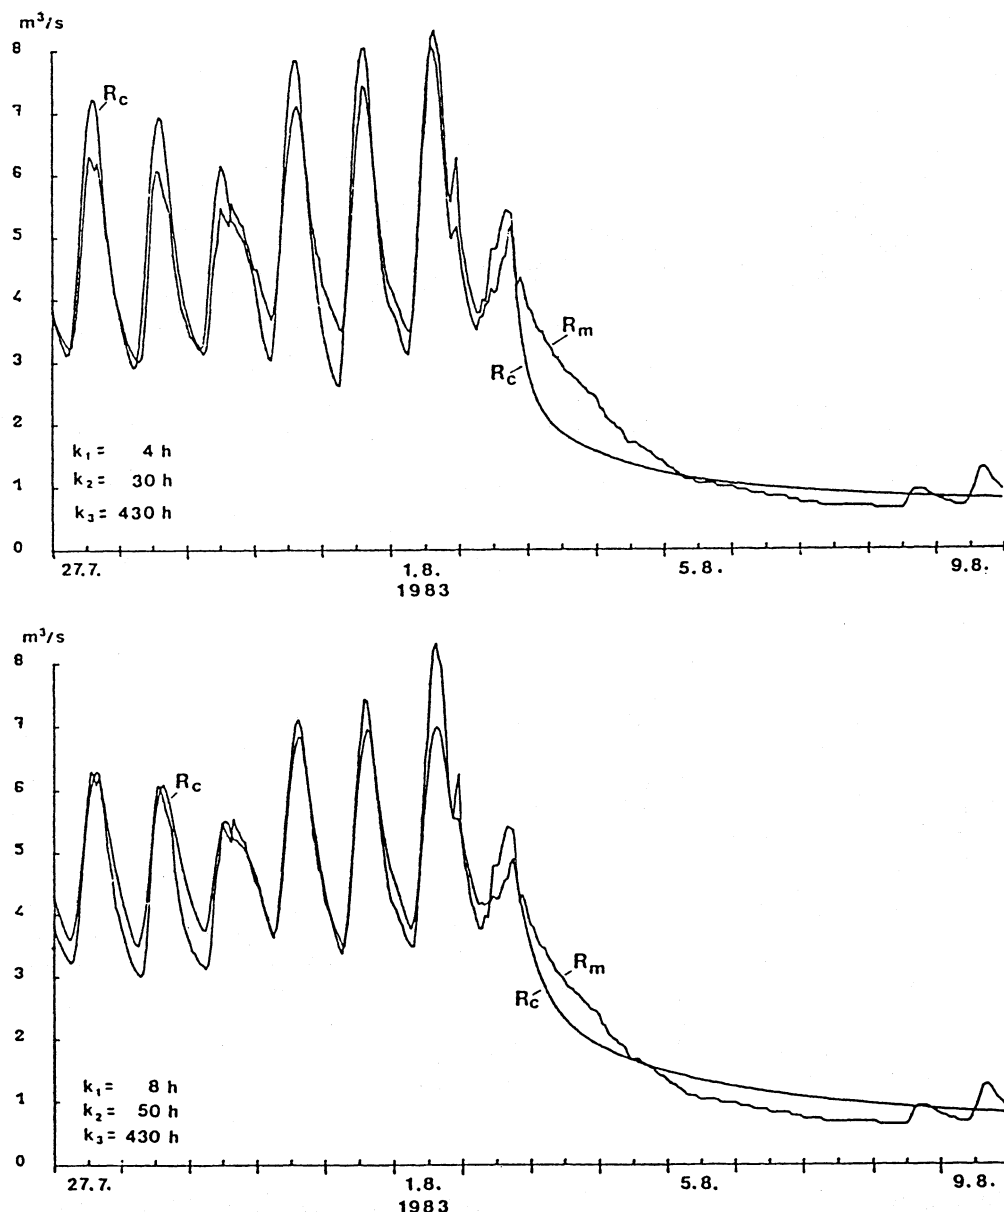 m³/s
8
7
6
5
4
3
2
1
0
R_c
R_m
R_c
k₁= 4 h
k₂= 30 h
k₃= 430 h
27.7. 1.8. 5.8. 9.8.
1983
m³/s
8
7
6
5
4
3
2
1
0
R_c
R_m
R_c
k₁= 8 h
k₂= 50 h
k₃= 430 h
27.7. 1.8. 5.8. 9.8.
1983